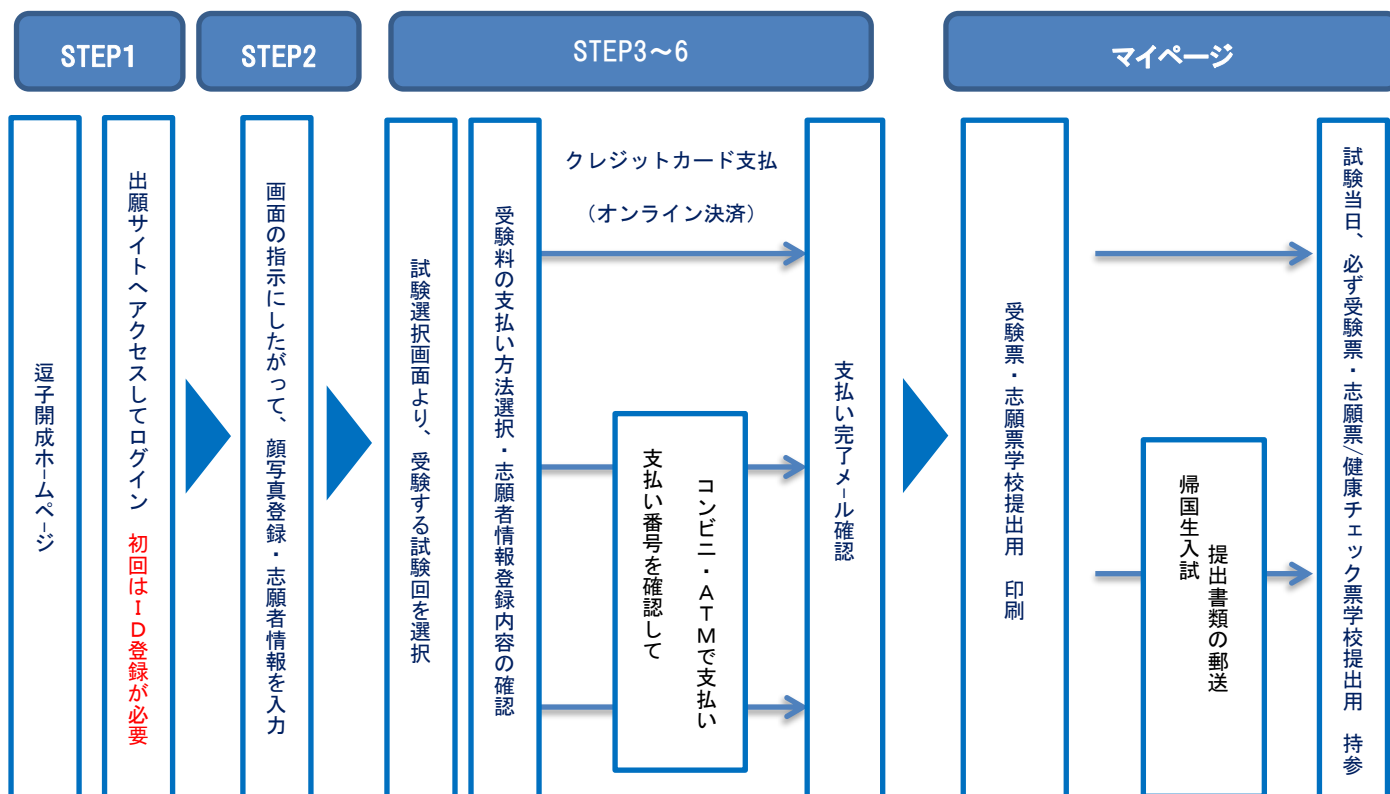 STEP1
STEP2
STEP3～6
マイページ
逗子開成ホームページ
出願サイトへアクセスしてログイン　初回はＩＤ登録が必要
画面の指示にしたがって、顔写真登録・志願者情報を入力
試験選択画面より、受験する試験回を選択
受験料の支払い方法選択・志願者情報登録内容の確認
クレジットカード支払
（オンライン決済）
コンビニ・ＡＴＭで支払い
支払い番号を確認して
支払い完了メール確認
受験票・志願票学校提出用　印刷
提出書類の郵送
帰国生入試
試験当日、必ず受験票・志願票/健康チェック票学校提出用　持参